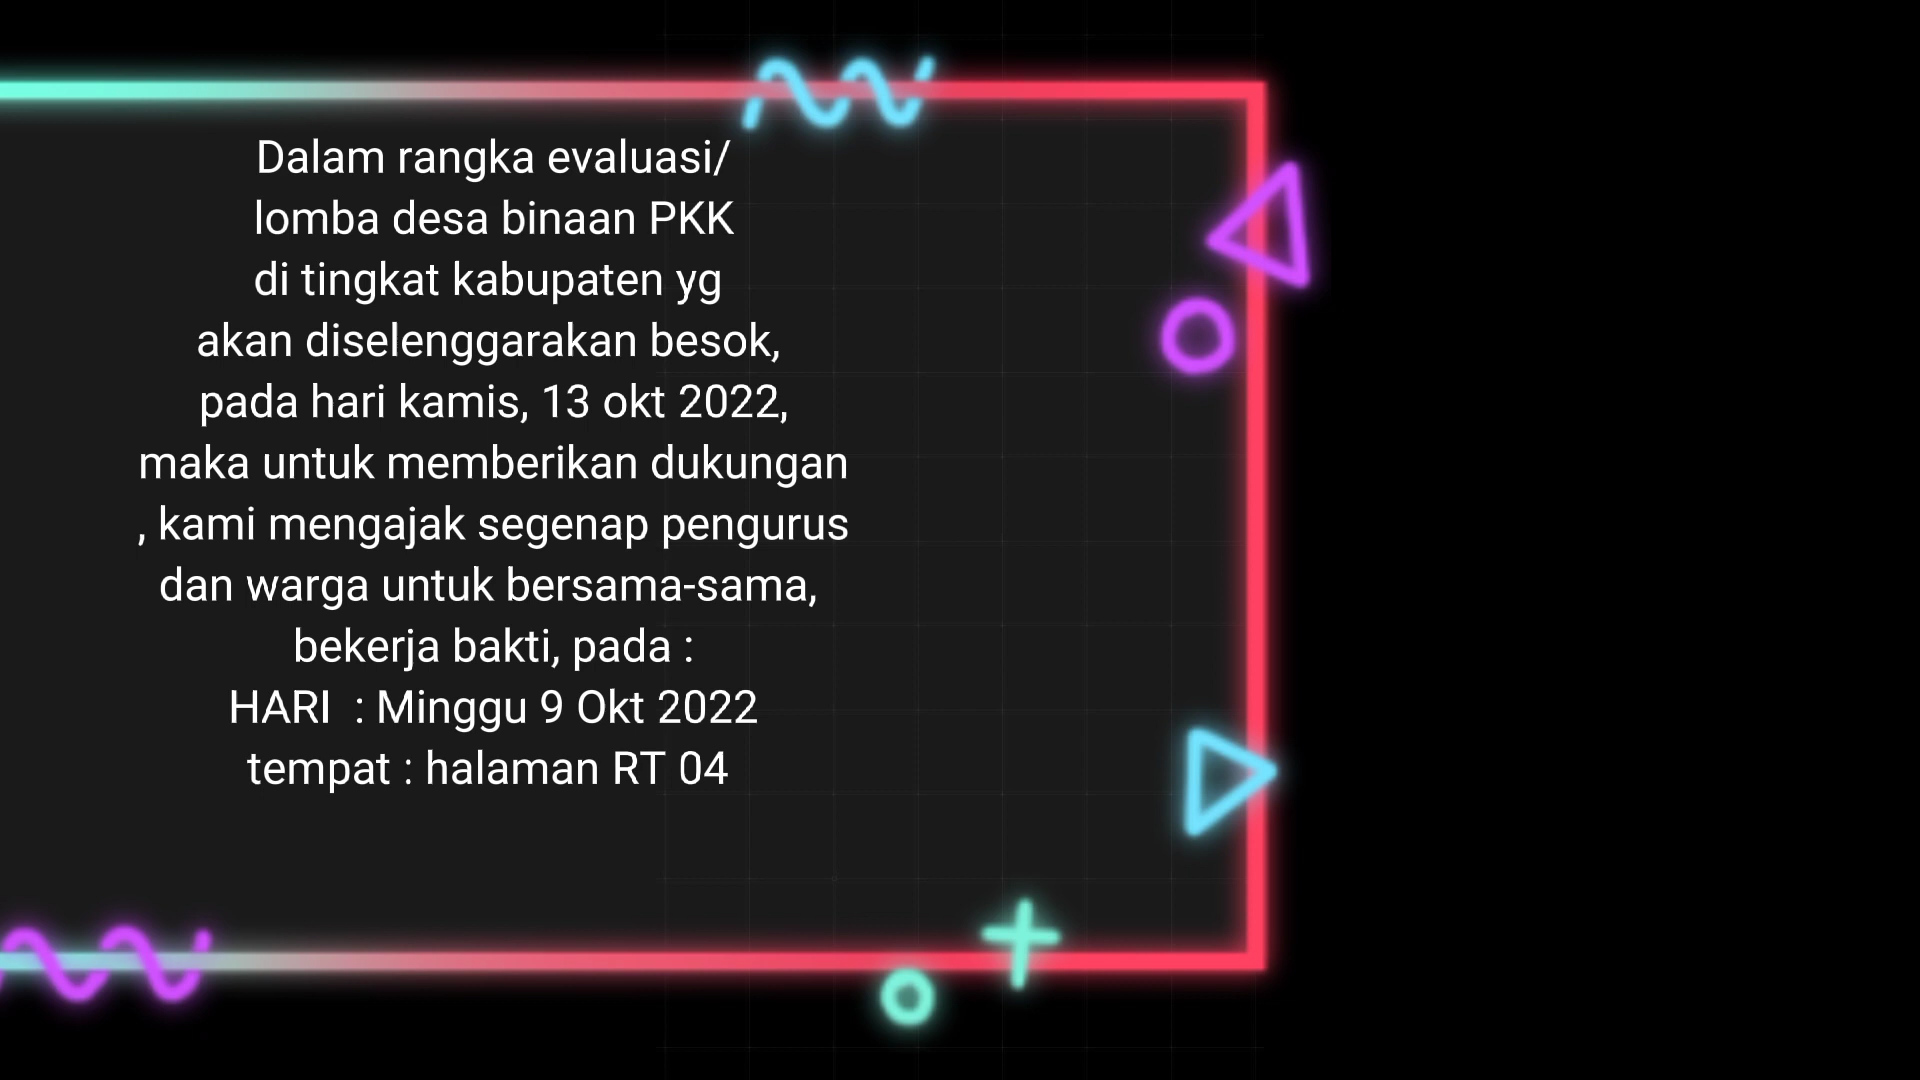 Dalam rangka evaluasi/
lomba desa binaan PKK
di tingkat kabupaten yg
akan diselenggarakan besok,
pada hari kamis, 13 okt 2022,
maka untuk memberikan dukungan
, kami mengajak segenap pengurus
dan warga untuk bersama-sama,
bekerja bakti, pada :
HARI  : Minggu 9 Okt 2022
tempat : halaman RT 04